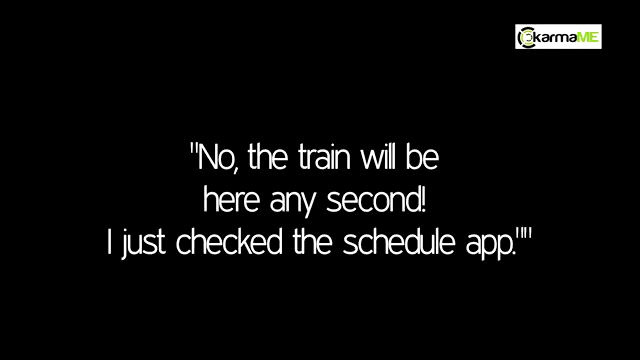 karmaME
"No, the train will be
here any second!
I just checked the schedule app.""